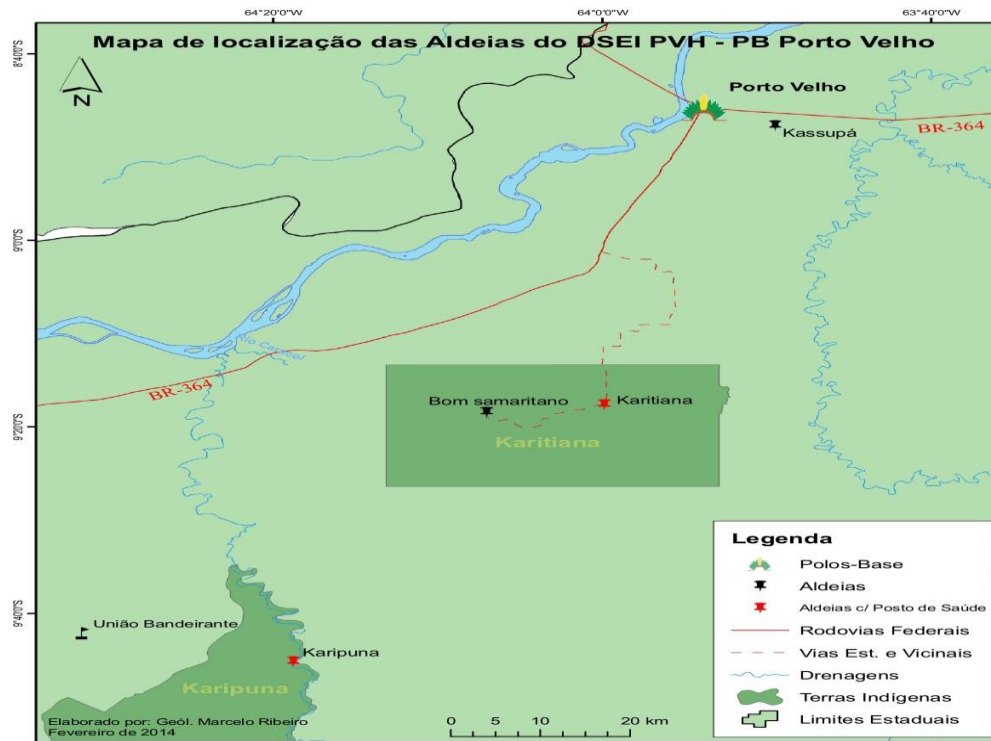 64°20'0"W 64°0'0"W 63°40'0"W
8°40'0"S
Mapa de localização das Aldeias do DSEI PVH - PB Porto Velho
N
Porto Velho
Kassupá
BR-364
9°0'0"S
Rio Caracol
BR-364
Bom samaritano
Karitiana
9°20'0"S
Karitiana
Legenda
Polos-Base
Aldeias
Aldeias c/ Posto de Saúde
Rodovias Federais
Vias Est. e Vicinais
Drenagens
Terras Indígenas
Limites Estaduais
9°40'0"S
União Bandeirante
Karipuna
Karipuna
Elaborado por: Geól. Marcelo Ribeiro
Fevereiro de 2014
0 5 10 20 km